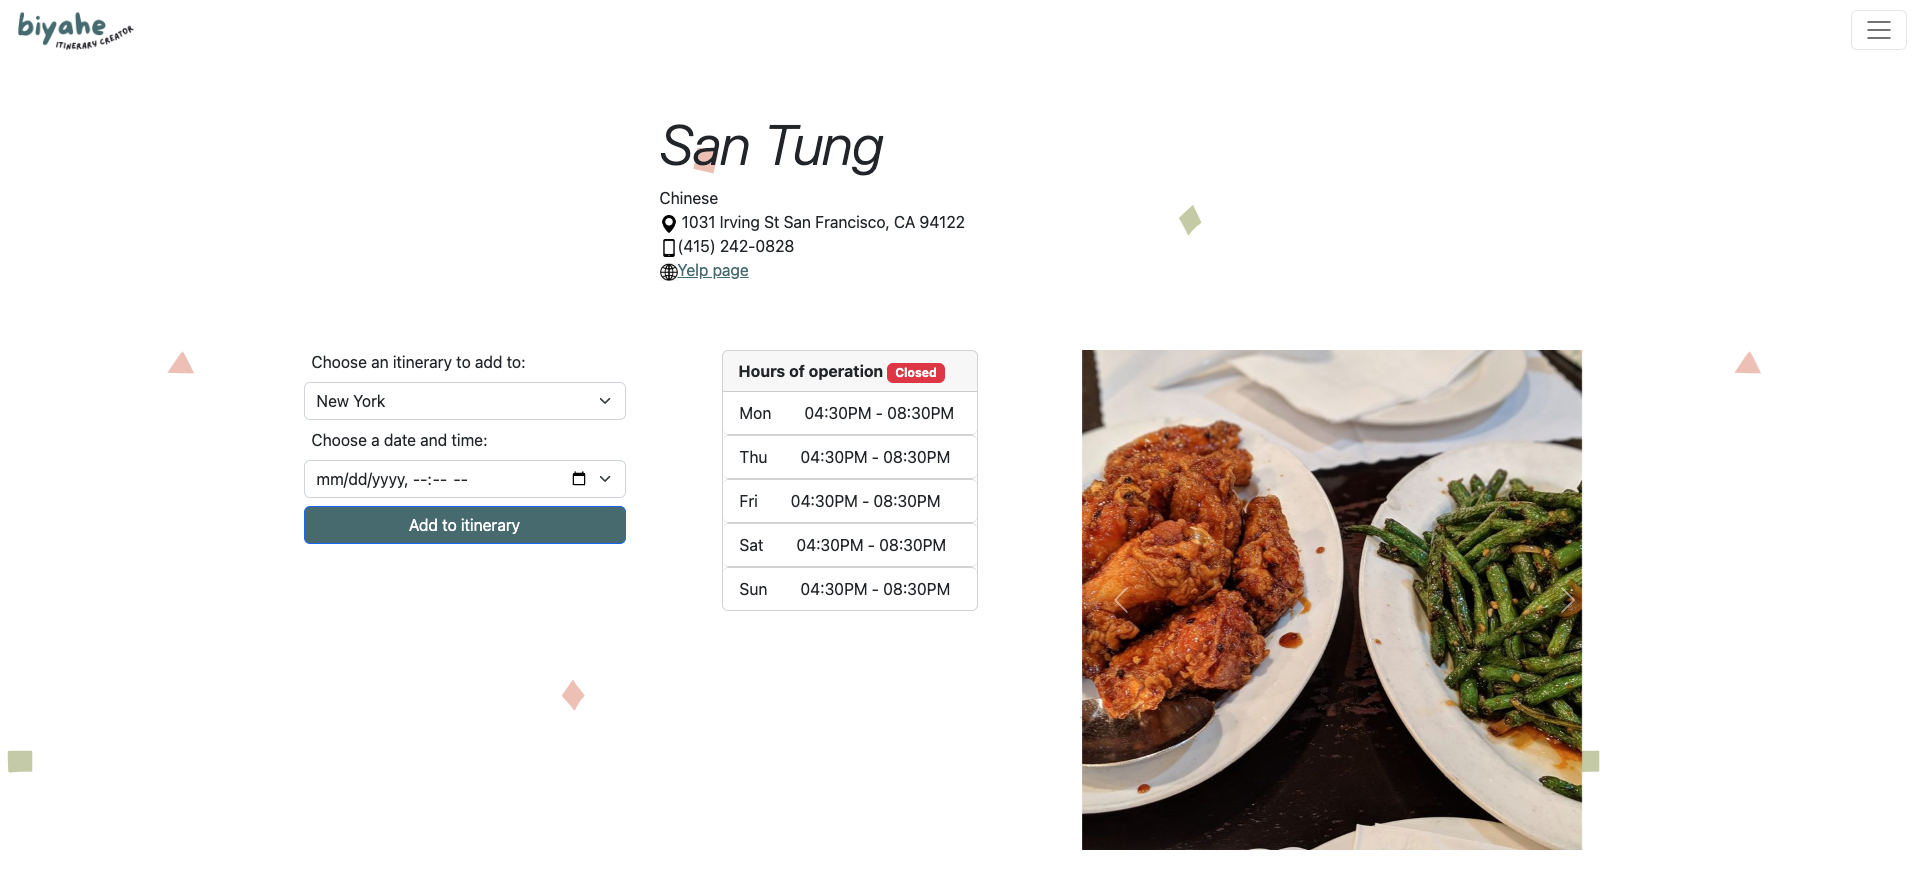 biyahe
ITINERARY CREATOR
San Tung
Chinese
1031 Irving St San Francisco, CA 94122
(415) 242-0828
Yelp page
Choose an itinerary to add to:
New York
Choose a date and time:
mm/dd/yyyy, --:-- --
Add to itinerary
Hours of operation Closed
Mon 04:30PM - 08:30PM
Thu 04:30PM - 08:30PM
Fri 04:30PM - 08:30PM
Sat 04:30PM - 08:30PM
Sun 04:30PM - 08:30PM